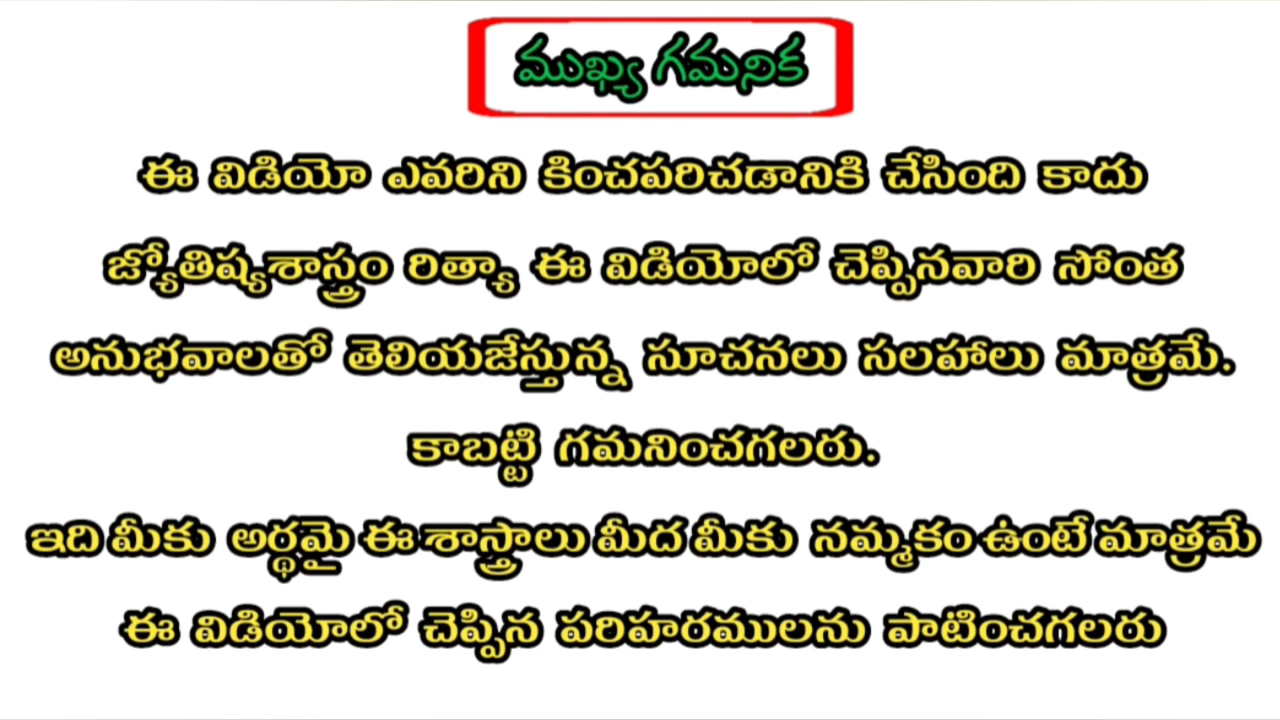 ముఖ్య గమనిక
ఈ విడియో ఎవరిని కించపరిచడానికి చేసింది కాదు
జ్యోతిష్యశాస్త్రం రిత్యా ఈ విడియోలో చెప్పినవారి సోంత
అనుభవాలతో తెలియజేస్తున్న సూచనలు సలహాలు మాత్రమే.
కాబట్టి గమనించగలరు.
ఇది మీకు అర్థమై ఈ శాస్త్రాలు మీద మీకు నమ్మకం ఉంటే మాత్రమే
ఈ విడియోలో చెప్పిన పరిహరములను పాటించగలరు